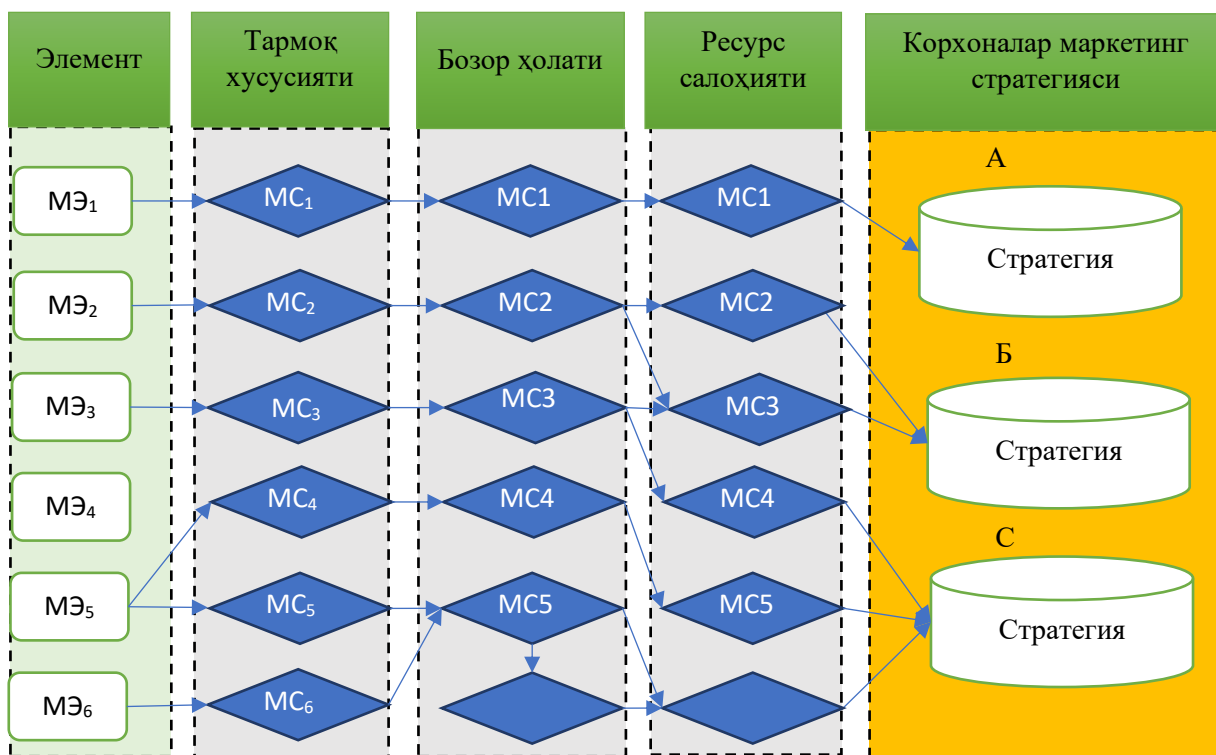 Элемент
Тармоқ
хусусияти
Бозор ҳолати
Ресурс
салоҳияти
Корхоналар маркетинг
стратегияси
МЭ₁
МС₁
МС1
МС1
А
Стратегия
МЭ₂
МС₂
МС2
МС2
МЭ₃
МС₃
МС3
МС3
Б
Стратегия
МЭ₄
МС₄
МС4
МС4
МЭ₅
МС₅
МС5
МС5
С
Стратегия
МЭ₆
МС₆